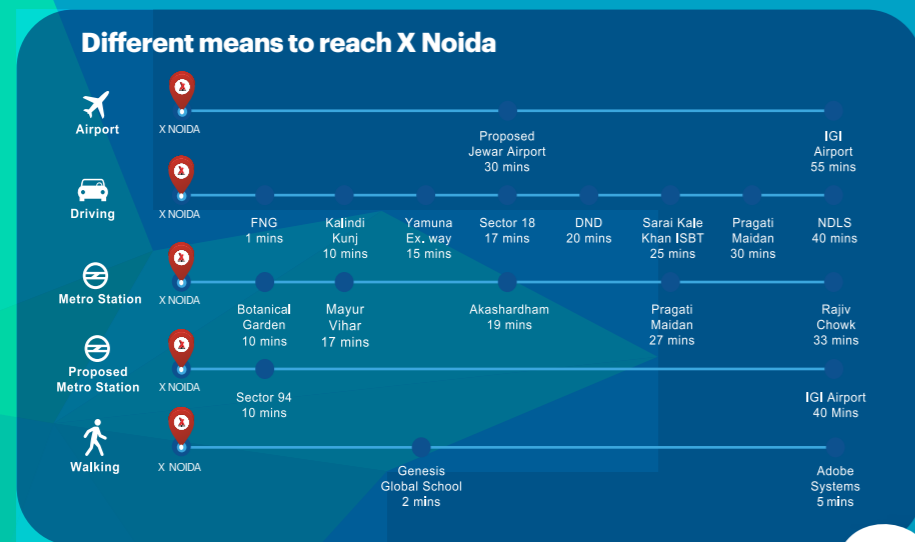 Different means to reach X Noida
Airport
X NOIDA
Proposed
Jewar Airport
30 mins
IGI
Airport
55 mins
Driving
X NOIDA
FNG
1 mins
Kalindi
Kunj
10 mins
Yamuna
Ex. way
15 mins
Sector 18
17 mins
DND
20 mins
Sarai Kale
Khan ISBT
25 mins
Pragati
Maidan
30 mins
NDLS
40 mins
Metro Station
X NOIDA
Botanical
Garden
10 mins
Mayur
Vihar
17 mins
Akashardham
19 mins
Pragati
Maidan
27 mins
Rajiv
Chowk
33 mins
Proposed
Metro Station
X NOIDA
Sector 94
10 mins
IGI Airport
40 Mins
Walking
X NOIDA
Genesis
Global School
2 mins
Adobe
Systems
5 mins